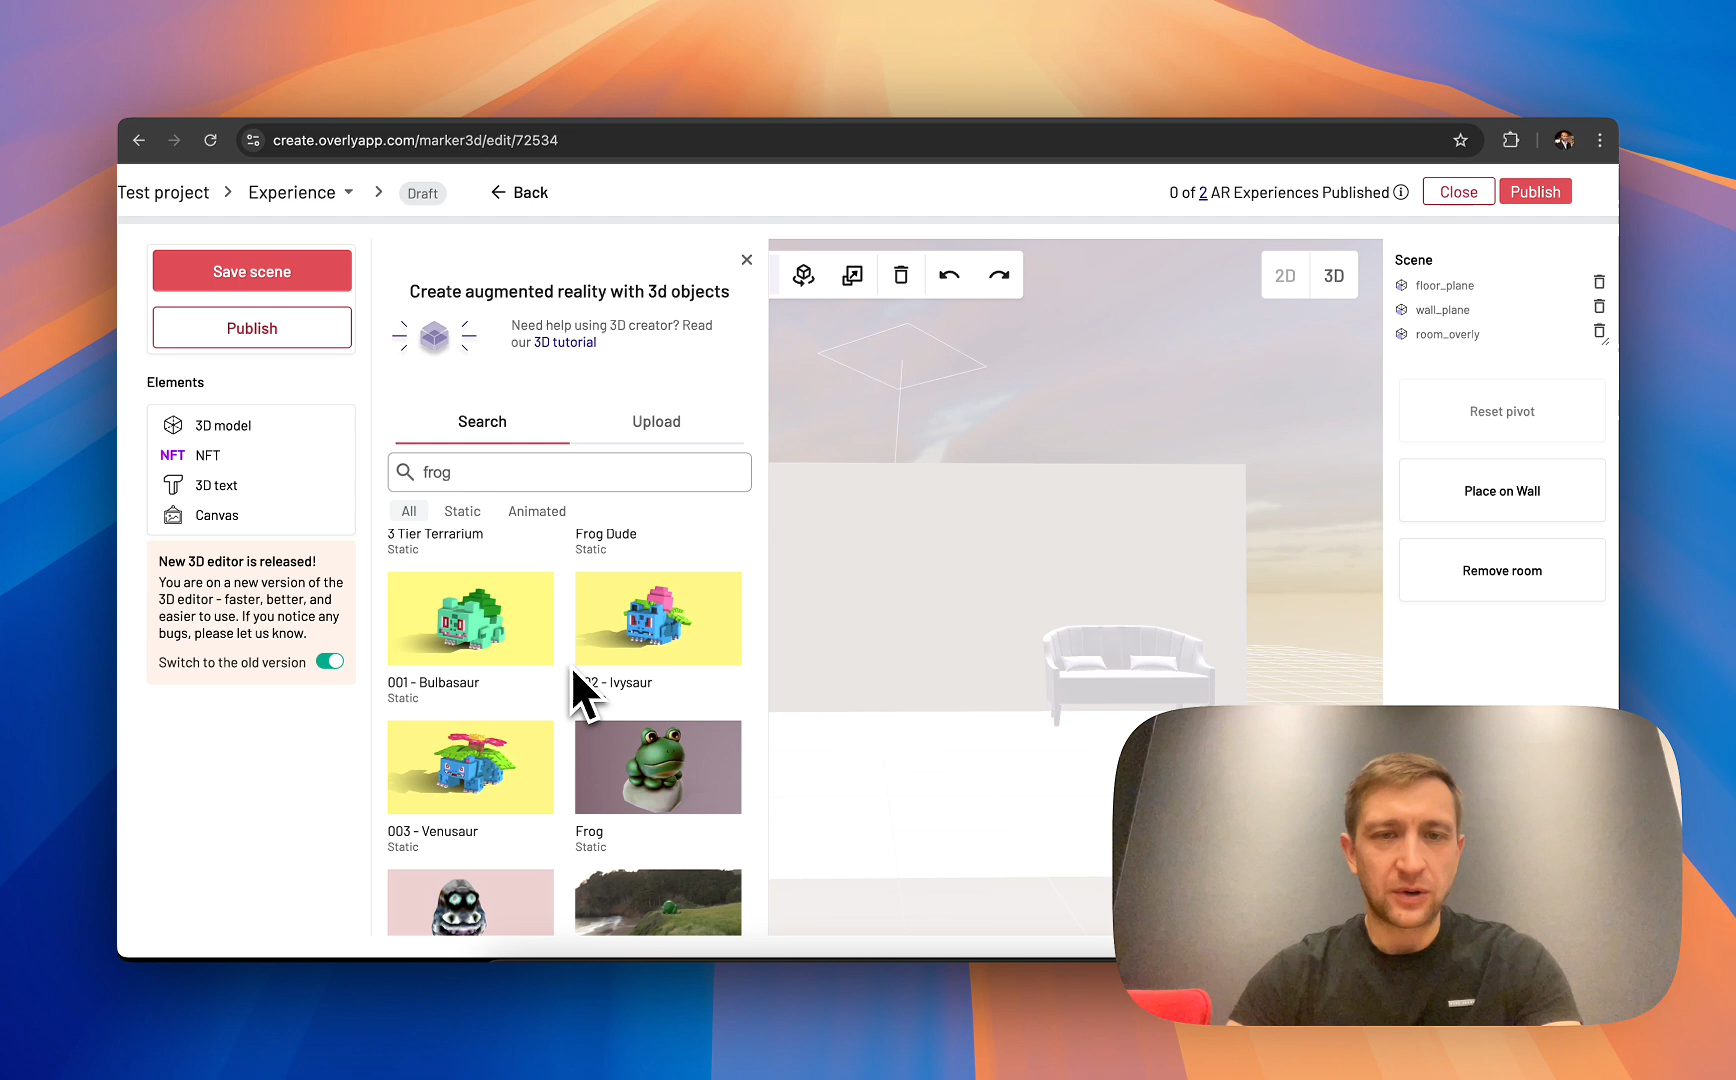 create.overlyapp.com/marker3d/edit/72534
Test project > Experience > Draft ← Back
0 of 2 AR Experiences Published
Close
Publish
Save scene
Publish
Elements
3D model
NFT NFT
3D text
Canvas
New 3D editor is released!
You are on a new version of the
3D editor - faster, better, and
easier to use. If you notice any
bugs, please let us know.
Switch to the old version
Create augmented reality with 3d objects
Need help using 3D creator? Read
our 3D tutorial
Search Upload
frog
All Static Animated
3 Tier Terrarium
Static
Frog Dude
Static
001 - Bulbasaur
Static
- Ivysaur
003 - Venusaur
Static
Frog
Static
2D 3D
Scene
floor_plane
wall_plane
room_overly
Reset pivot
Place on Wall
Remove room